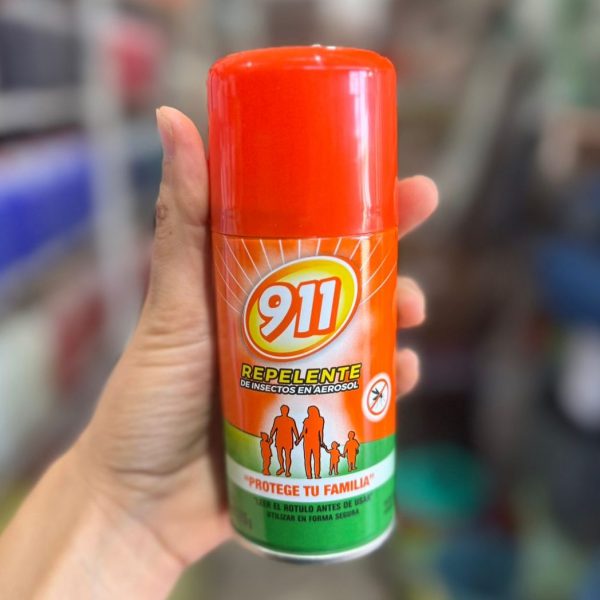 911
REPELENTE
DE INSECTOS EN AEROSOL
"PROTEGE TU FAMILIA"
"LEER EL ROTULO ANTES DE USAR"
UTILIZAR EN FORMA SEGURA